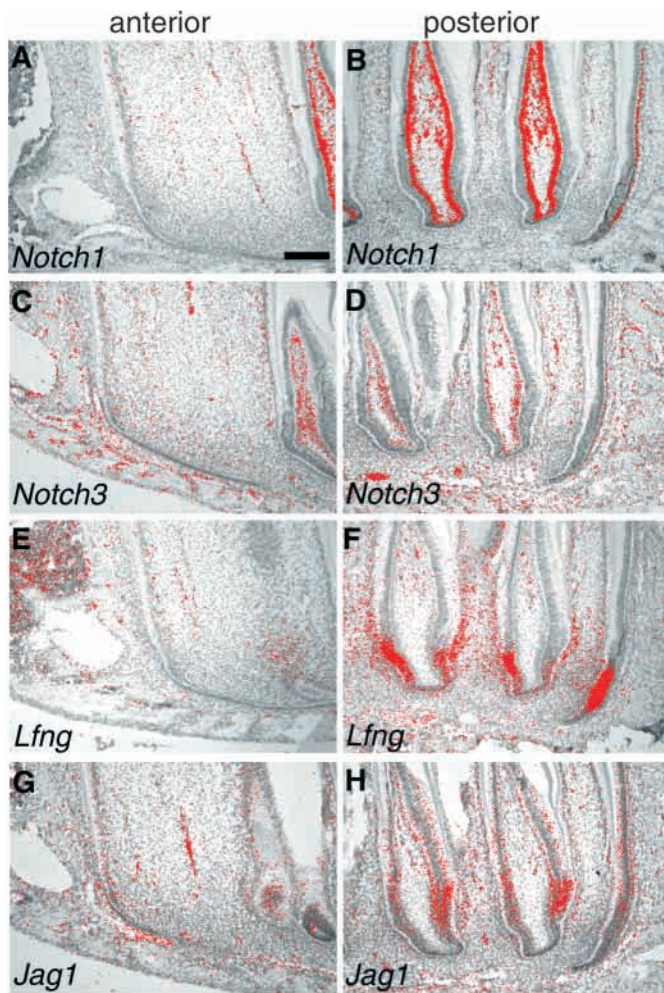 anterior posterior
A B
Notch1 Notch1
C D
Notch3 Notch3
E F
Lfng Lfng
G H
Jag1 Jag1